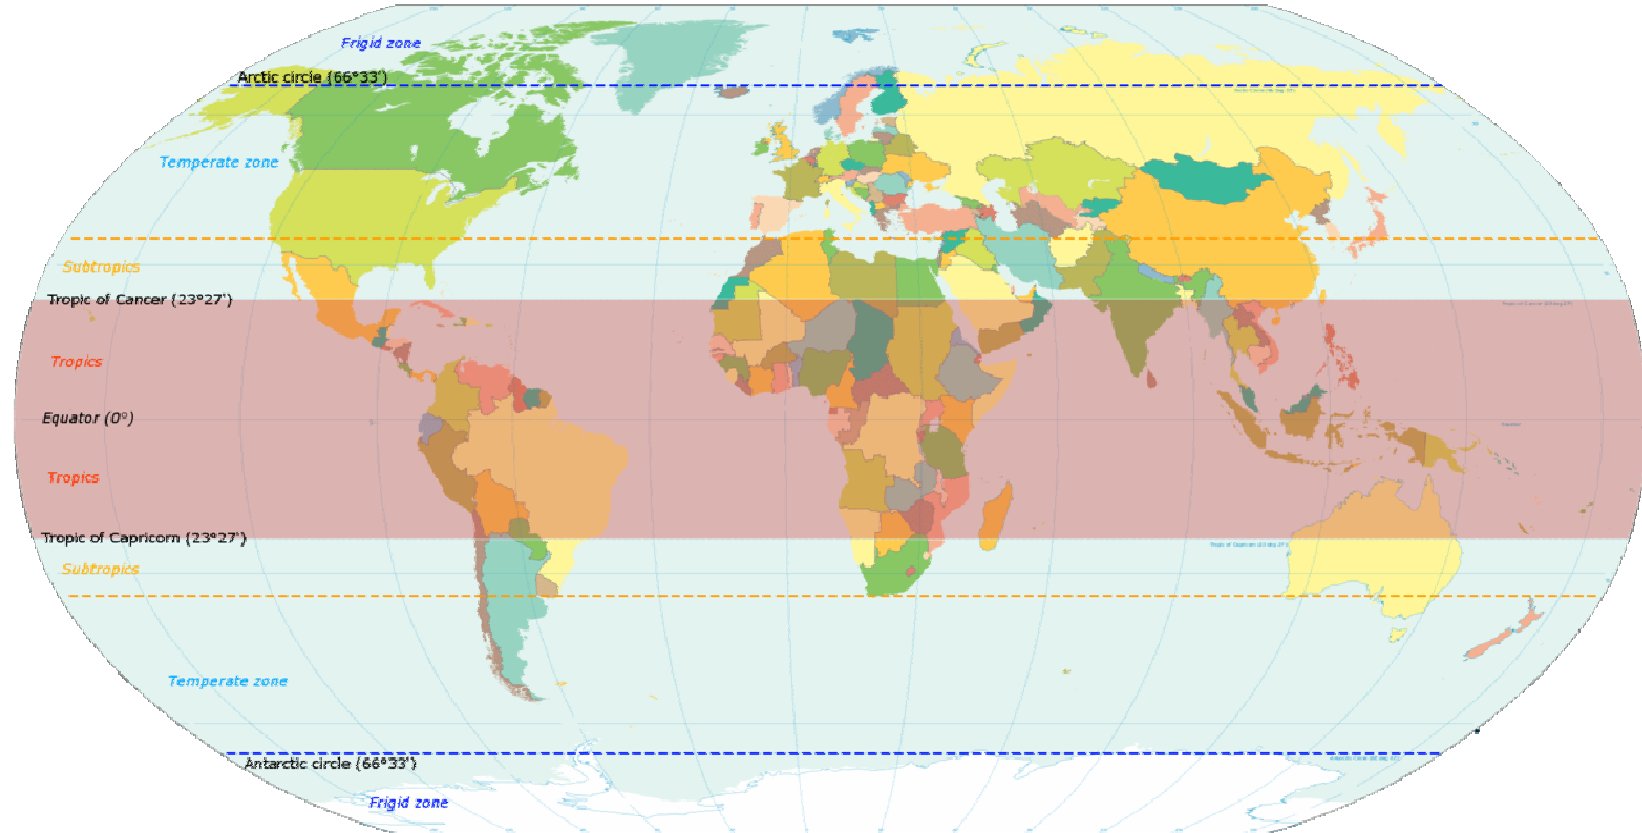 Frigid zone
Arctic circle (66°33')
Temperate zone
Subtropics
Tropic of Cancer (23°27')
Tropics
Equator (0º)
Tropics
Tropic of Capricorn (23°27')
Subtropics
Temperate zone
Antarctic circle (66°33')
Frigid zone